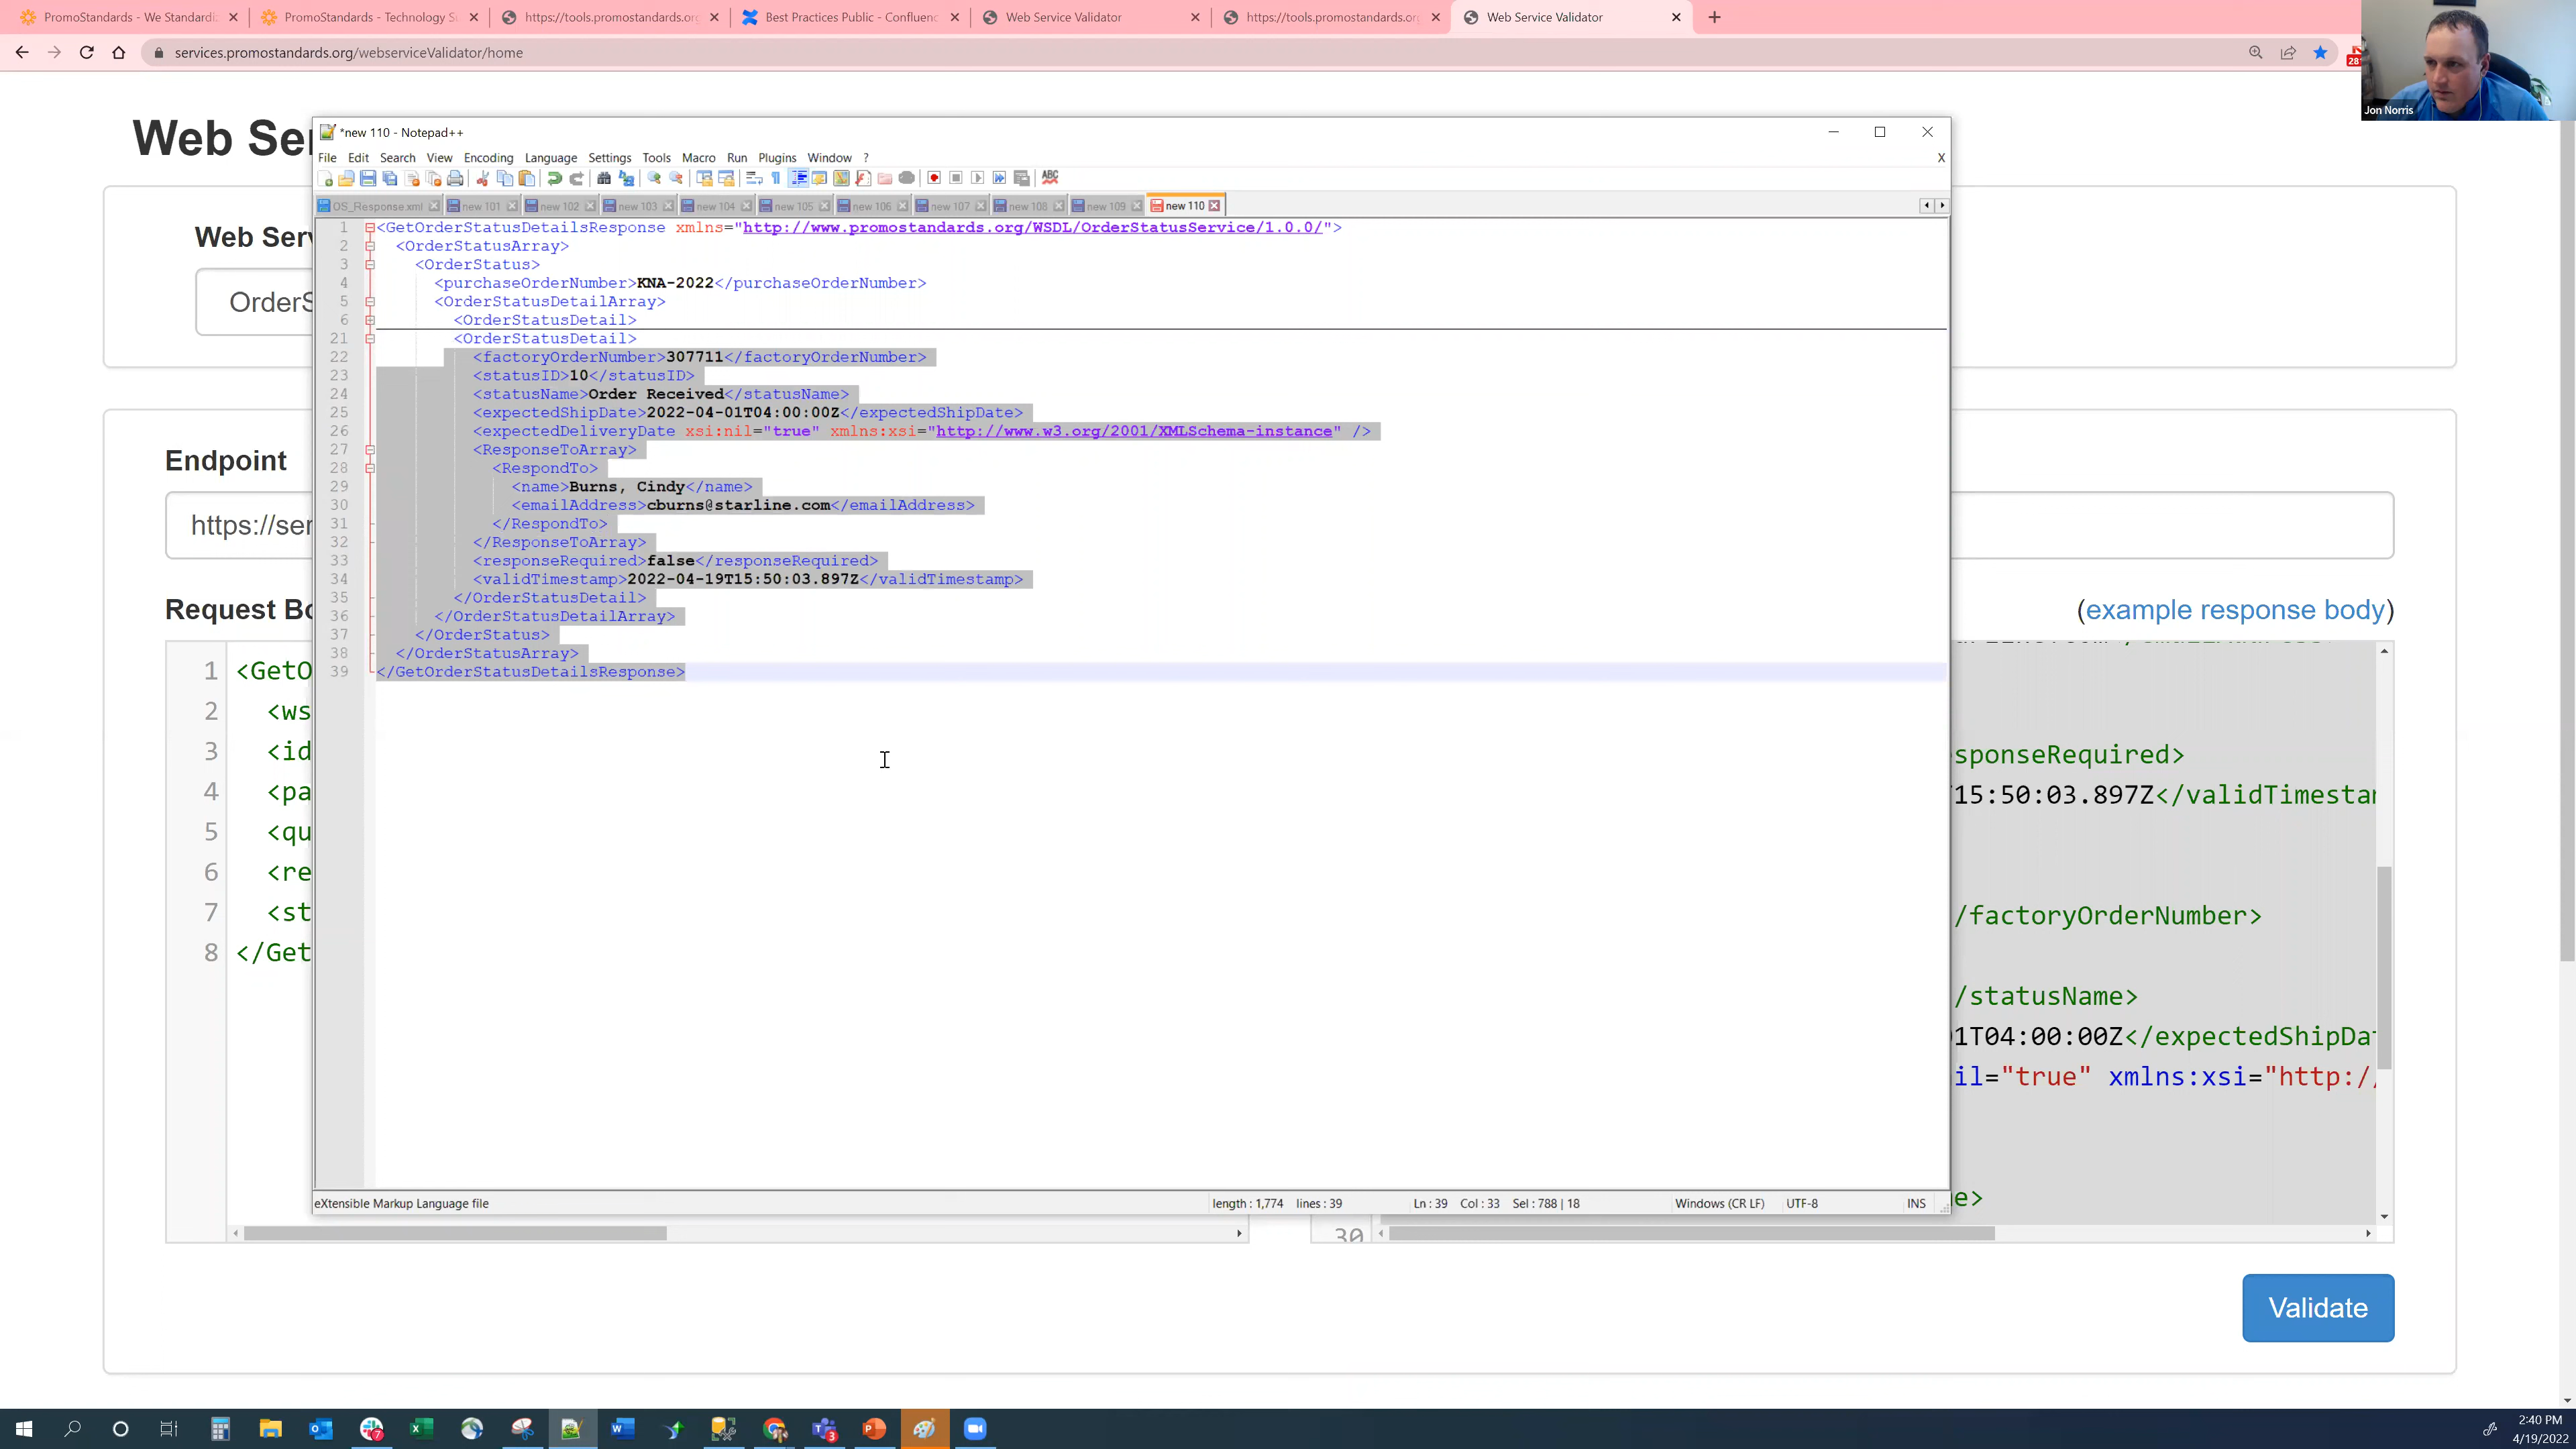 PromoStandards - We Standardi
PromoStandards - Technology S
https://tools.promostandards.or
Best Practices Public - Confluenc
Web Service Validator
https://tools.promostandards.org
Web Service Validator
services.promostandards.org/webserviceValidator/home
281
Jon Norris
Web Se
*new 110 - Notepad++
File Edit Search View Encoding Language Settings Tools Macro Run Plugins Window ?
X
ABC
OS_Response.xml new 101 new 102 new 103 new 104 new 105 new 106 new 107 new 108 new 109 new 110
Web Serv
OrderS
1 <GetOrderStatusDetailsResponse xmlns="http://www.promostandards.org/WSDL/OrderStatusService/1.0.0/">
2 <OrderStatusArray>
3 <OrderStatus>
4 <purchaseOrderNumber>KNA-2022</purchaseOrderNumber>
5 <OrderStatusDetailArray>
6 <OrderStatusDetail>
21 <OrderStatusDetail>
22 <factoryOrderNumber>307711</factoryOrderNumber>
23 <statusID>10</statusID>
24 <statusName>Order Received</statusName>
25 <expectedShipDate>2022-04-01T04:00:00Z</expectedShipDate>
26 <expectedDeliveryDate xsi:nil="true" xmlns:xsi="http://www.w3.org/2001/XMLSchema-instance" />
27 <ResponseToArray>
28 <RespondTo>
29 <name>Burns, Cindy</name>
30 <emailAddress>cburns@starline.com</emailAddress>
31 </RespondTo>
32 </ResponseToArray>
33 <responseRequired>false</responseRequired>
34 <validTimestamp>2022-04-19T15:50:03.897Z</validTimestamp>
35 </OrderStatusDetail>
36 </OrderStatusDetailArray>
37 </OrderStatus>
38 </OrderStatusArray>
39 </GetOrderStatusDetailsResponse>
Endpoint
https://ser
Request Bo
(example response body)
1 <GetO
2 <ws
3 <id
4 <pa
5 <qu
6 <re
7 <st
8 </Get
sponseRequired>
15:50:03.897Z</validTimestam
/factoryOrderNumber>
/statusName>
1T04:00:00Z</expectedShipDat
il="true" xmlns:xsi="http:/
e>
30
eXtensible Markup Language file
length : 1,774 lines : 39
Ln : 39 Col : 33 Sel : 788 | 18
Windows (CR LF)
UTF-8
INS
Validate
7
3
2:40 PM
4/19/2022